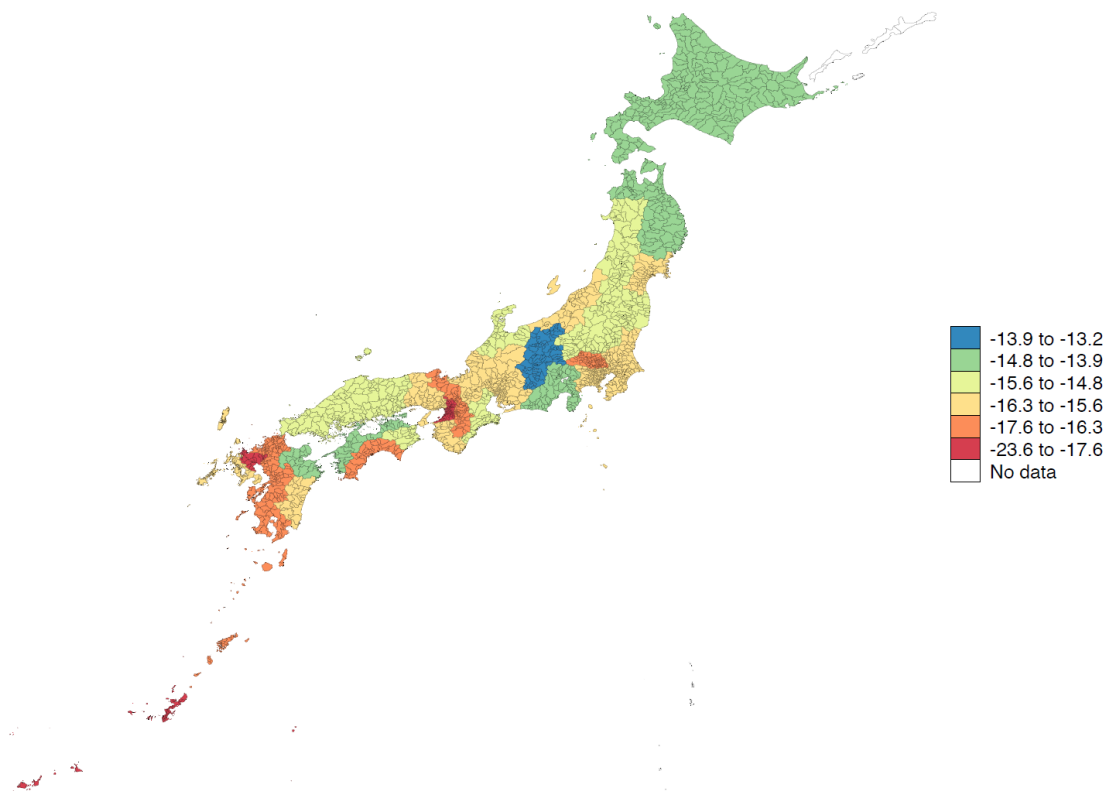 -13.9 to -13.2
-14.8 to -13.9
-15.6 to -14.8
-16.3 to -15.6
-17.6 to -16.3
-23.6 to -17.6
No data